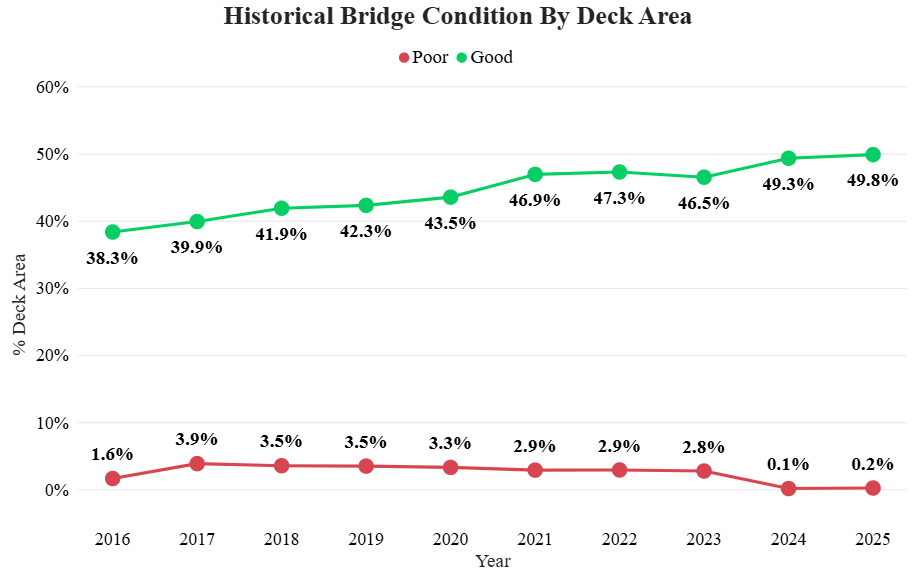 Historical Bridge Condition By Deck Area
Poor Good
60%
50%
40%
30%
20%
10%
0%
% Deck Area
38.3% 39.9% 41.9% 42.3% 43.5% 46.9% 47.3% 46.5% 49.3% 49.8%
1.6% 3.9% 3.5% 3.5% 3.3% 2.9% 2.9% 2.8% 0.1% 0.2%
2016 2017 2018 2019 2020 2021 2022 2023 2024 2025
Year